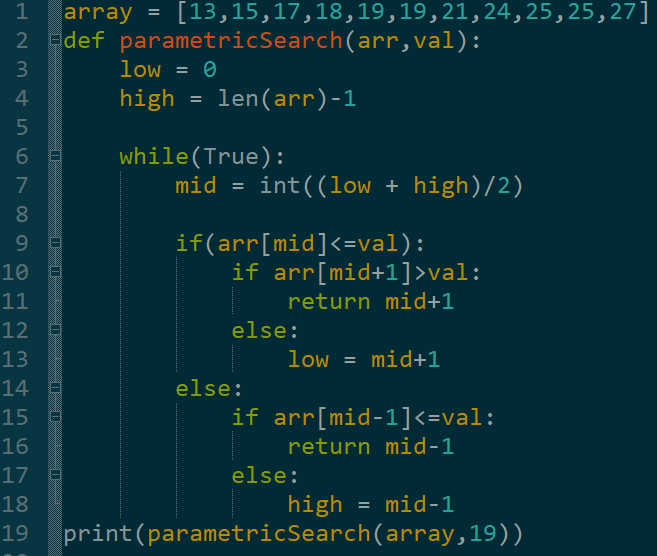 1 array = [13,15,17,18,19,19,21,24,25,25,27]
2 def parametricSearch(arr,val):
3     low = 0
4     high = len(arr)-1
5
6     while(True):
7         mid = int((low + high)/2)
8
9         if(arr[mid]<=val):
10             if arr[mid+1]>val:
11                 return mid+1
12             else:
13                 low = mid+1
14         else:
15             if arr[mid-1]<=val:
16                 return mid-1
17             else:
18                 high = mid-1
19 print(parametricSearch(array,19))